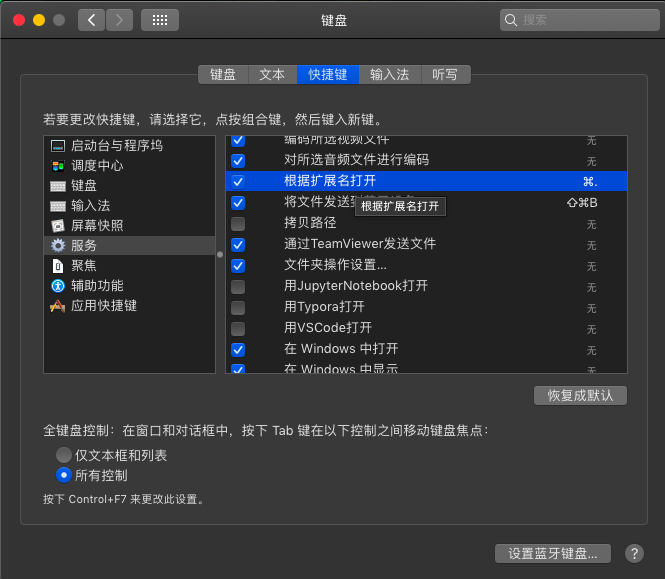 键盘
搜索
键盘
文本
快捷键
输入法
听写
若要更改快捷键，请选择它，点按组合键，然后键入新键。
启动台与程序坞
调度中心
键盘
输入法
屏幕快照
服务
聚焦
辅助功能
应用快捷键
编码所选视频文件 无
对所选音频文件进行编码 无
根据扩展名打开 ⌘.
将文件发送到 ⇧⌘B
根据扩展名打开
拷贝路径 无
通过TeamViewer发送文件 无
文件夹操作设置... 无
用JupyterNotebook打开 无
用Typora打开 无
用VSCode打开 无
在 Windows 中打开 无
在 Windows 中显示 无
恢复成默认
全键盘控制：在窗口和对话框中，按下 Tab 键在以下控制之间移动键盘焦点：
仅文本框和列表
所有控制
按下 Control+F7 来更改此设置。
设置蓝牙键盘...
?